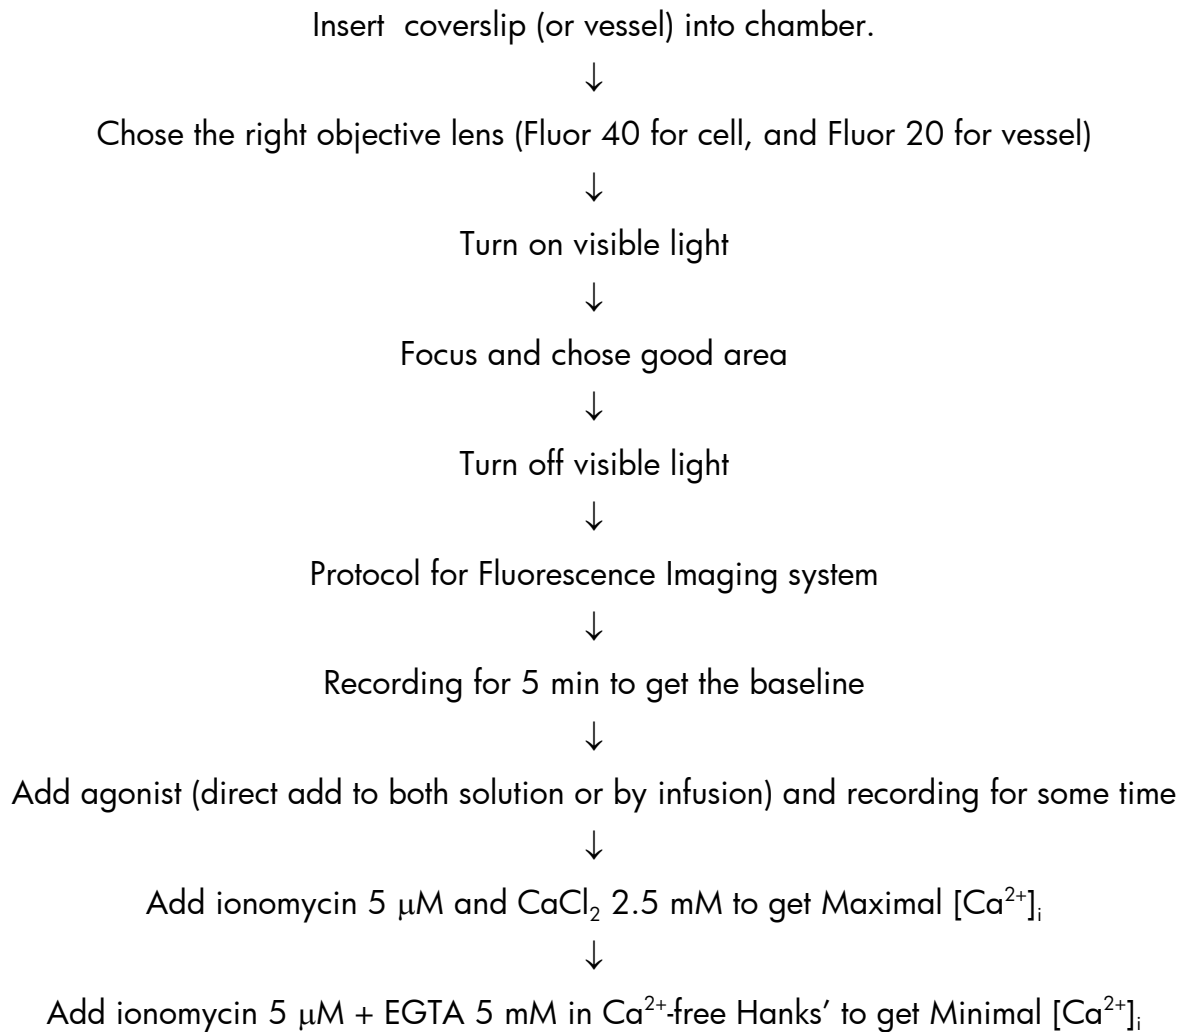 Insert  coverslip (or vessel) into chamber.
↓
Chose the right objective lens (Fluor 40 for cell, and Fluor 20 for vessel)
↓
Turn on visible light
↓
Focus and chose good area
↓
Turn off visible light
↓
Protocol for Fluorescence Imaging system
↓
Recording for 5 min to get the baseline
↓
Add agonist (direct add to both solution or by infusion) and recording for some time
↓
Add ionomycin 5 μM and CaCl₂ 2.5 mM to get Maximal [Ca²⁺]ᵢ
↓
Add ionomycin 5 μM + EGTA 5 mM in Ca²⁺-free Hanks’ to get Minimal [Ca²⁺]ᵢ